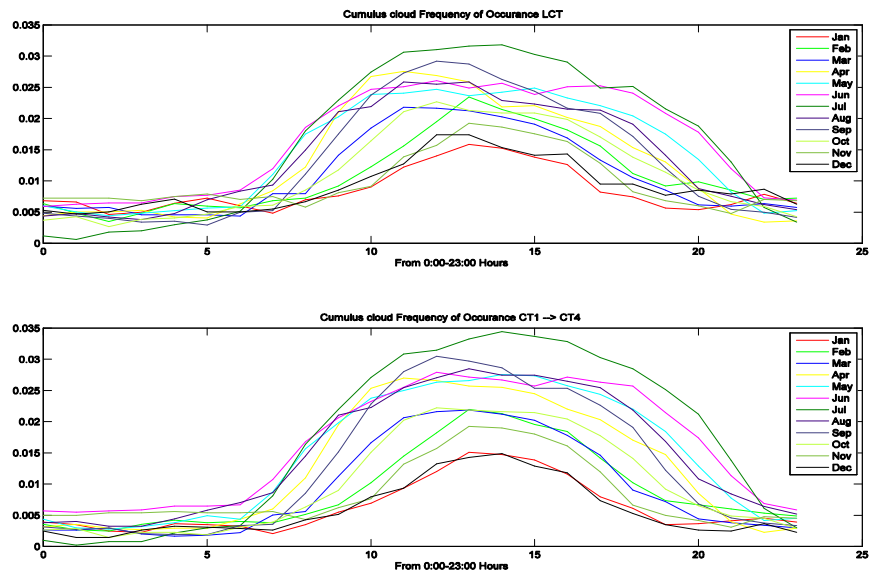 Cumulus cloud Frequency of Occurance LCT
0.035
0.03
0.025
0.02
0.015
0.01
0.005
0
0 5 10 15 20 25
From 0:00-23:00 Hours
Jan
Feb
Mar
Apr
May
Jun
Jul
Aug
Sep
Oct
Nov
Dec
Cumulus cloud Frequency of Occurance CT1 --> CT4
0.035
0.03
0.025
0.02
0.015
0.01
0.005
0
0 5 10 15 20 25
From 0:00-23:00 Hours
Jan
Feb
Mar
Apr
May
Jun
Jul
Aug
Sep
Oct
Nov
Dec